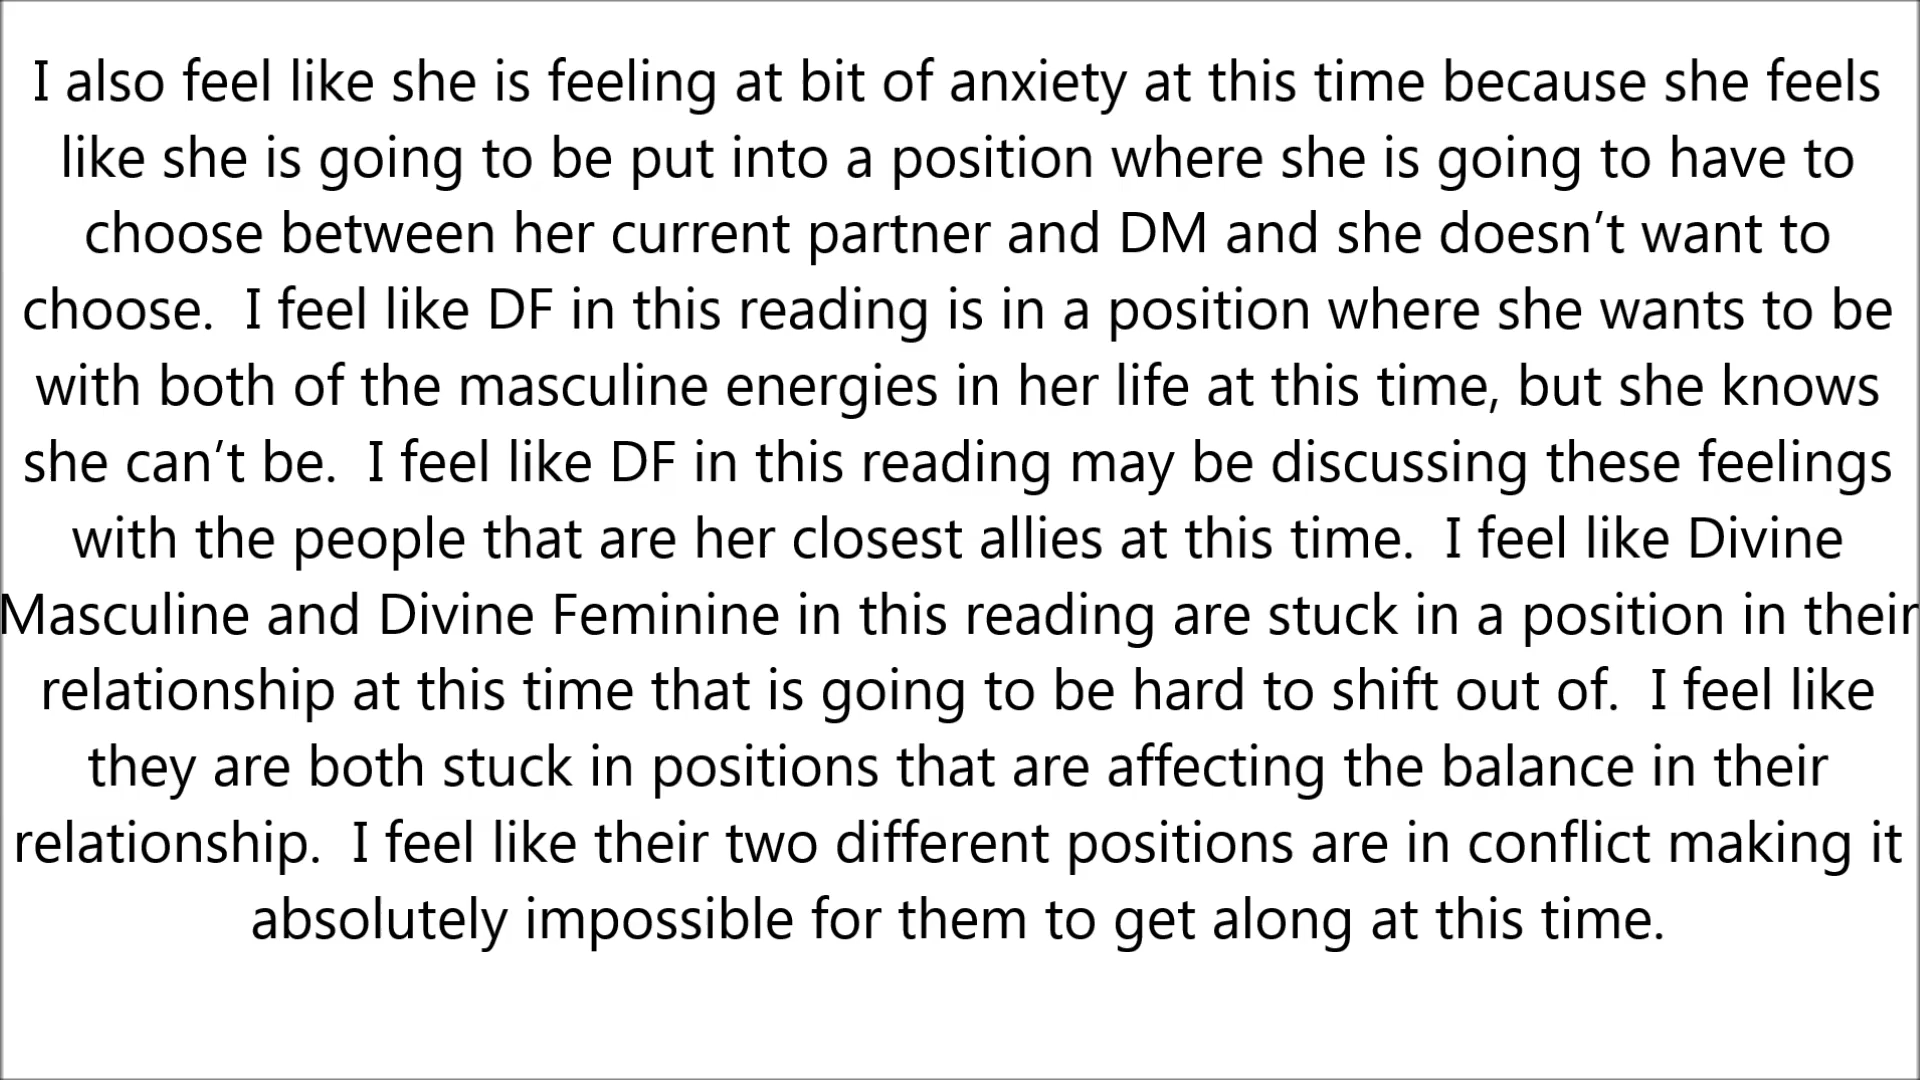 I also feel like she is feeling at bit of anxiety at this time because she feels
like she is going to be put into a position where she is going to have to
choose between her current partner and DM and she doesn’t want to
choose.  I feel like DF in this reading is in a position where she wants to be
with both of the masculine energies in her life at this time, but she knows
she can’t be.  I feel like DF in this reading may be discussing these feelings
with the people that are her closest allies at this time.  I feel like Divine
Masculine and Divine Feminine in this reading are stuck in a position in their
relationship at this time that is going to be hard to shift out of.  I feel like
they are both stuck in positions that are affecting the balance in their
relationship.  I feel like their two different positions are in conflict making it
absolutely impossible for them to get along at this time.